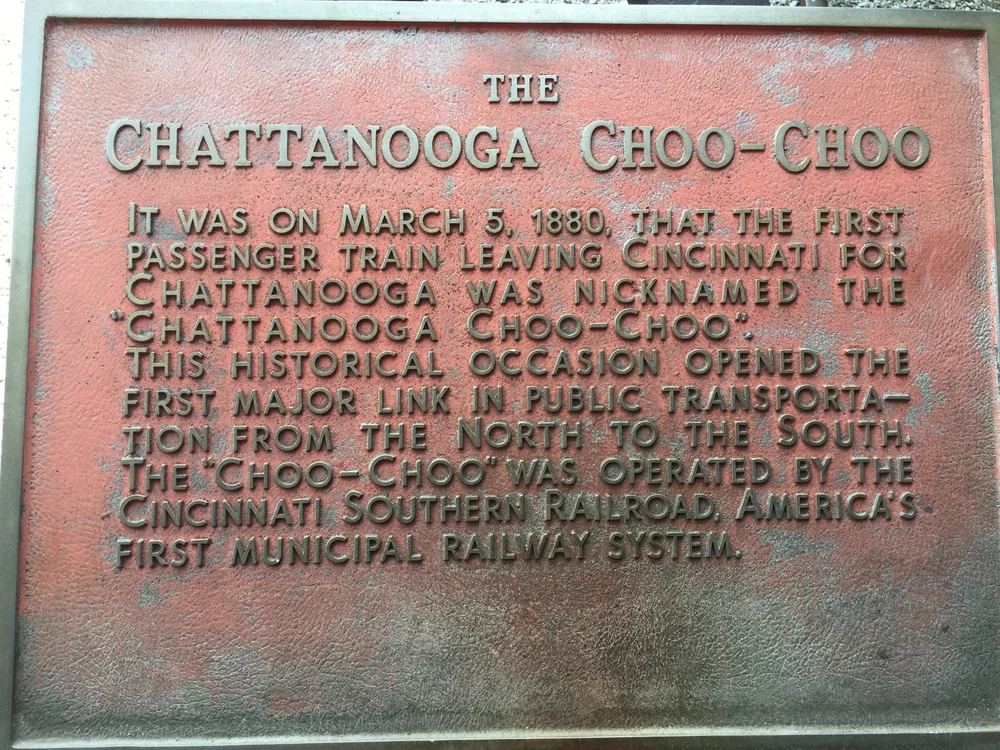 THE
CHATTANOOGA CHOO-CHOO
IT WAS ON MARCH 5, 1880, THAT THE FIRST
PASSENGER TRAIN LEAVING CINCINNATI FOR
CHATTANOOGA WAS NICKNAMED THE
"CHATTANOOGA CHOO-CHOO".
THIS HISTORICAL OCCASION OPENED THE
FIRST MAJOR LINK IN PUBLIC TRANSPORTA-
TION FROM THE NORTH TO THE SOUTH.
THE "CHOO-CHOO" WAS OPERATED BY THE
CINCINNATI SOUTHERN RAILROAD, AMERICA'S
FIRST MUNICIPAL RAILWAY SYSTEM.